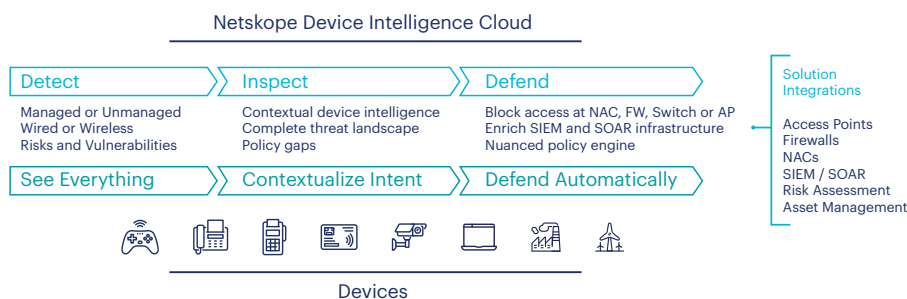 Netskope Device Intelligence Cloud
Detect
Managed or Unmanaged
Wired or Wireless
Risks and Vulnerabilities
See Everything
Inspect
Contextual device intelligence
Complete threat landscape
Policy gaps
Contextualize Intent
Defend
Block access at NAC, FW, Switch or AP
Enrich SIEM and SOAR infrastructure
Nuanced policy engine
Defend Automatically
Solution
Integrations
Access Points
Firewalls
NACs
SIEM / SOAR
Risk Assessment
Asset Management
Devices